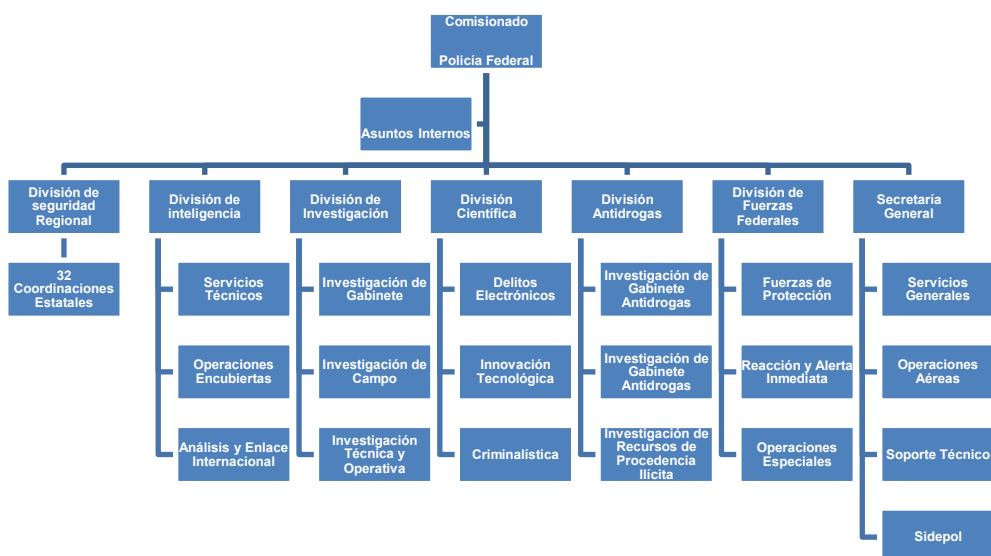 Comisionado
Policía Federal
Asuntos Internos
División de
seguridad
Regional
División de
inteligencia
División de
Investigación
División
Científica
División
Antidrogas
División de
Fuerzas
Federales
Secretaría
General
32
Coordinaciones
Estatales
Servicios
Técnicos
Investigación de
Gabinete
Delitos
Electrónicos
Investigación de
Gabinete
Antidrogas
Fuerzas de
Protección
Servicios
Generales
Operaciones
Encubiertas
Investigación de
Campo
Innovación
Tecnológica
Investigación de
Gabinete
Antidrogas
Reacción y Alerta
Inmediata
Operaciones
Aéreas
Análisis y Enlace
Internacional
Investigación
Técnica y
Operativa
Criminalística
Investigación de
Recursos de
Procedencia
Ilícita
Operaciones
Especiales
Soporte Técnico
Sidepol